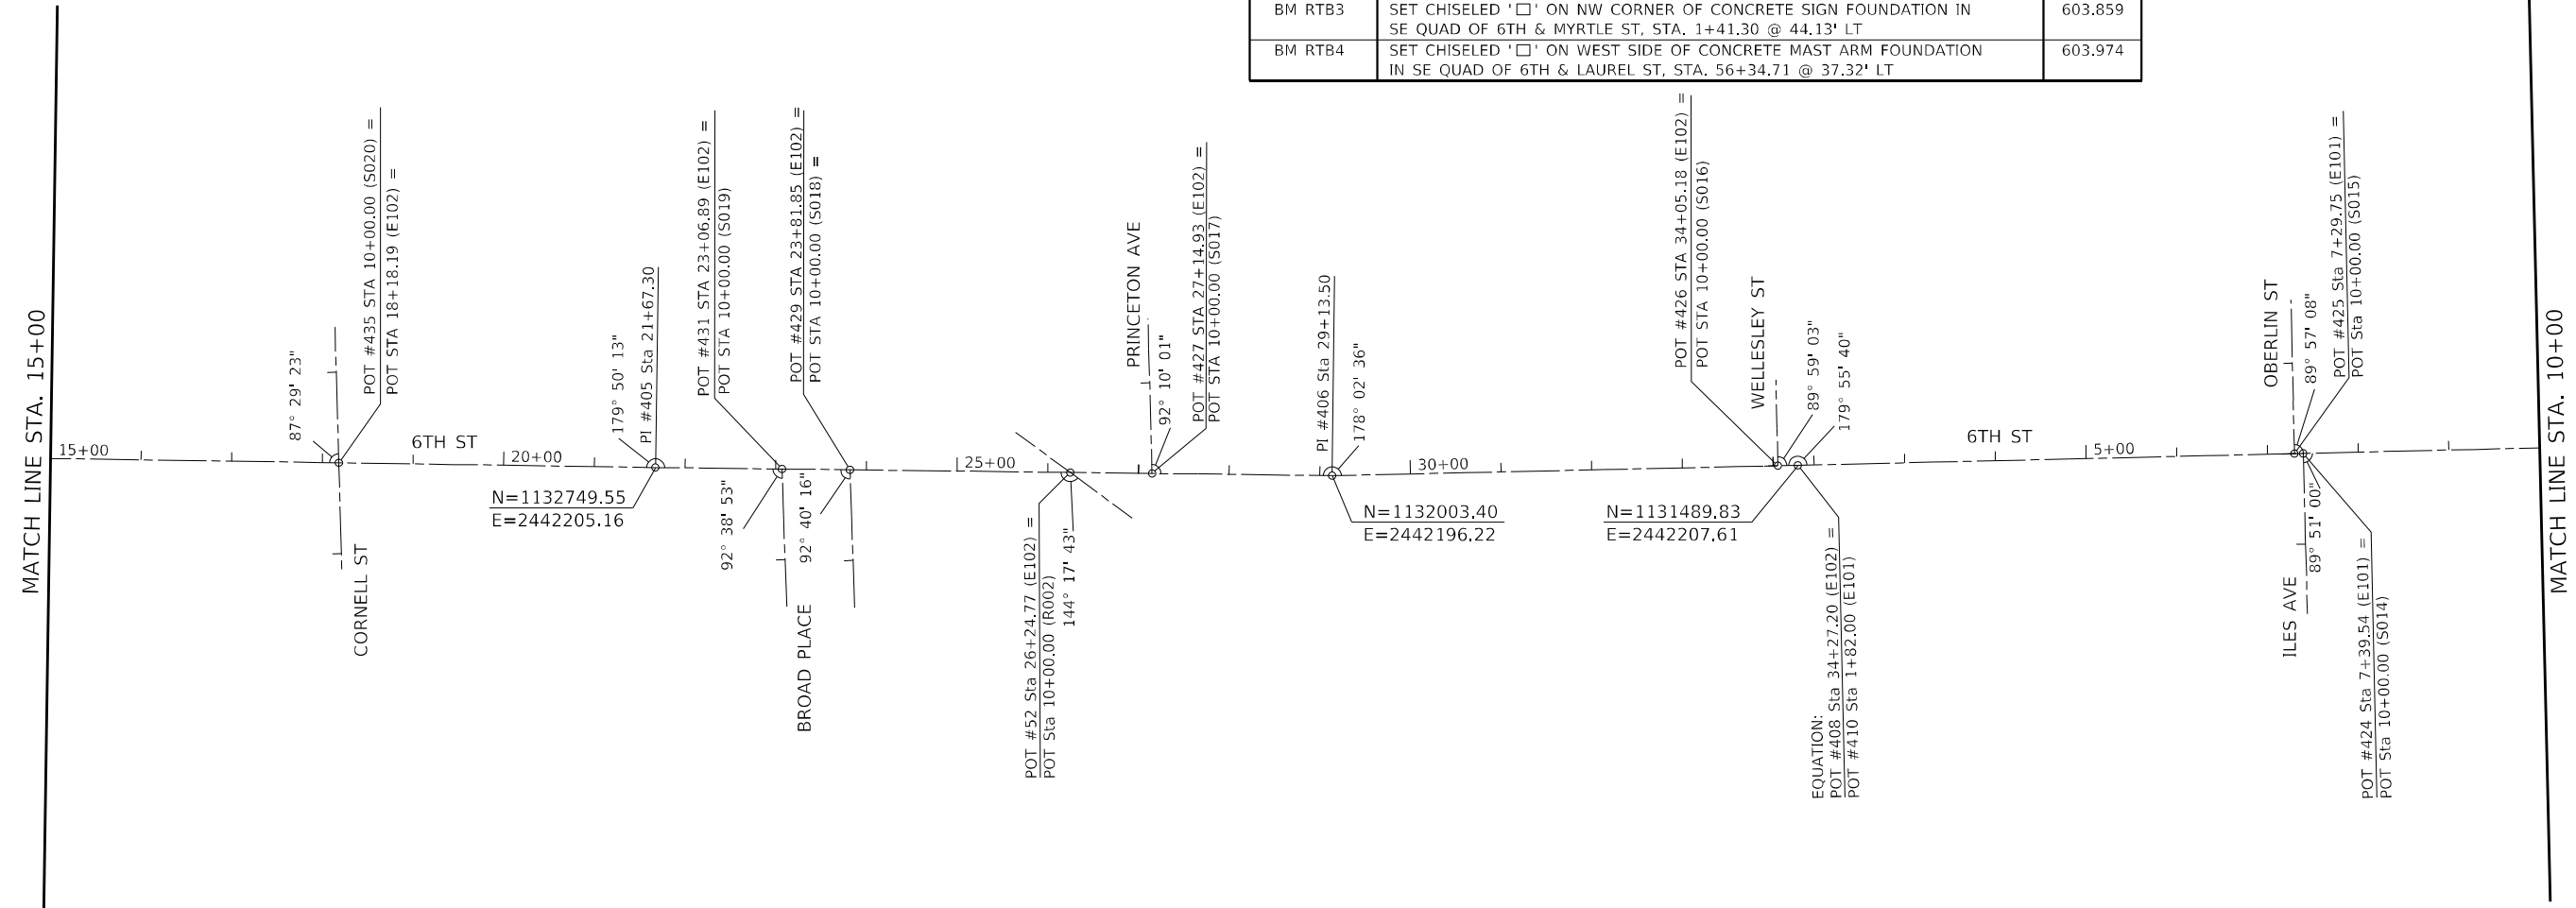 BM RTB3 SET CHISELED '□' ON NW CORNER OF CONCRETE SIGN FOUNDATION IN 603.859
SE QUAD OF 6TH & MYRTLE ST, STA. 1+41.30 @ 44.13' LT
BM RTB4 SET CHISELED '□' ON WEST SIDE OF CONCRETE MAST ARM FOUNDATION 603.974
IN SE QUAD OF 6TH & LAUREL ST, STA. 56+34.71 @ 37.32' LT
MATCH LINE STA. 15+00
15+00
87° 29' 23"
POT #435 STA 10+00.00 (S020) =
POT STA 18+18.19 (E102) =
CORNELL ST
6TH ST
20+00
179° 50' 13"
PI #405 Sta 21+67.30
N=1132749.55
E=2442205.16
POT #431 STA 23+06.89 (E102) =
POT STA 10+00.00 (S019)
92° 38' 53"
POT #429 STA 23+81.85 (E102) =
POT STA 10+00.00 (S018) =
92° 40' 16"
BROAD PLACE
25+00
POT #52 Sta 26+24.77 (E102) =
POT Sta 10+00.00 (R002)
144° 17' 43"
PRINCETON AVE
92° 10' 01"
POT #427 STA 27+14.93 (E102) =
POT STA 10+00.00 (S017)
PI #406 Sta 29+13.50
178° 02' 36"
N=1132003.40
E=2442196.22
30+00
POT #426 STA 34+05.18 (E102) =
POT STA 10+00.00 (S016)
WELLESLEY ST
89° 59' 03"
179° 55' 40"
N=1131489.83
E=2442207.61
EQUATION:
POT #408 Sta 34+27.20 (E102) =
POT #410 Sta 1+82.00 (E101)
6TH ST
5+00
OBERLIN ST
89° 57' 08"
POT #425 Sta 7+29.75 (E101) =
POT Sta 10+00.00 (S015)
ILES AVE
89° 51' 00"
POT #424 Sta 7+39.54 (E101) =
POT Sta 10+00.00 (S014)
MATCH LINE STA. 10+00